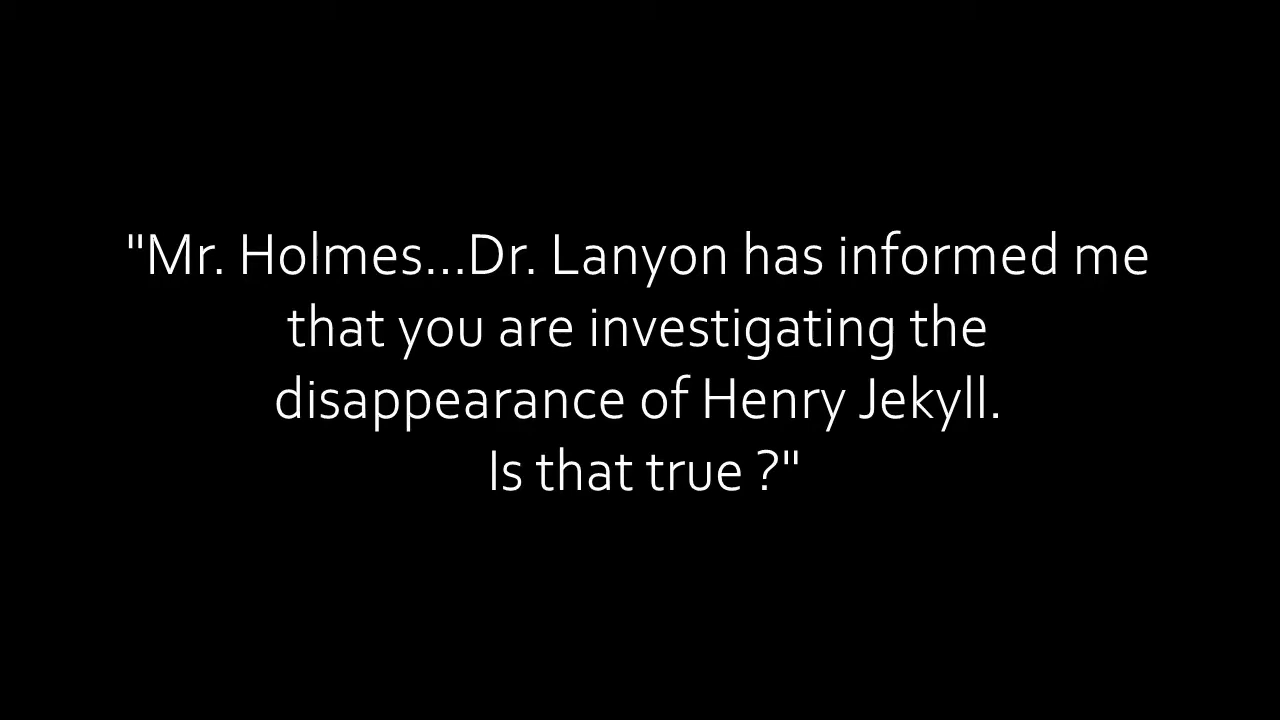 "Mr. Holmes...Dr. Lanyon has informed me
that you are investigating the
disappearance of Henry Jekyll.
Is that true ?"